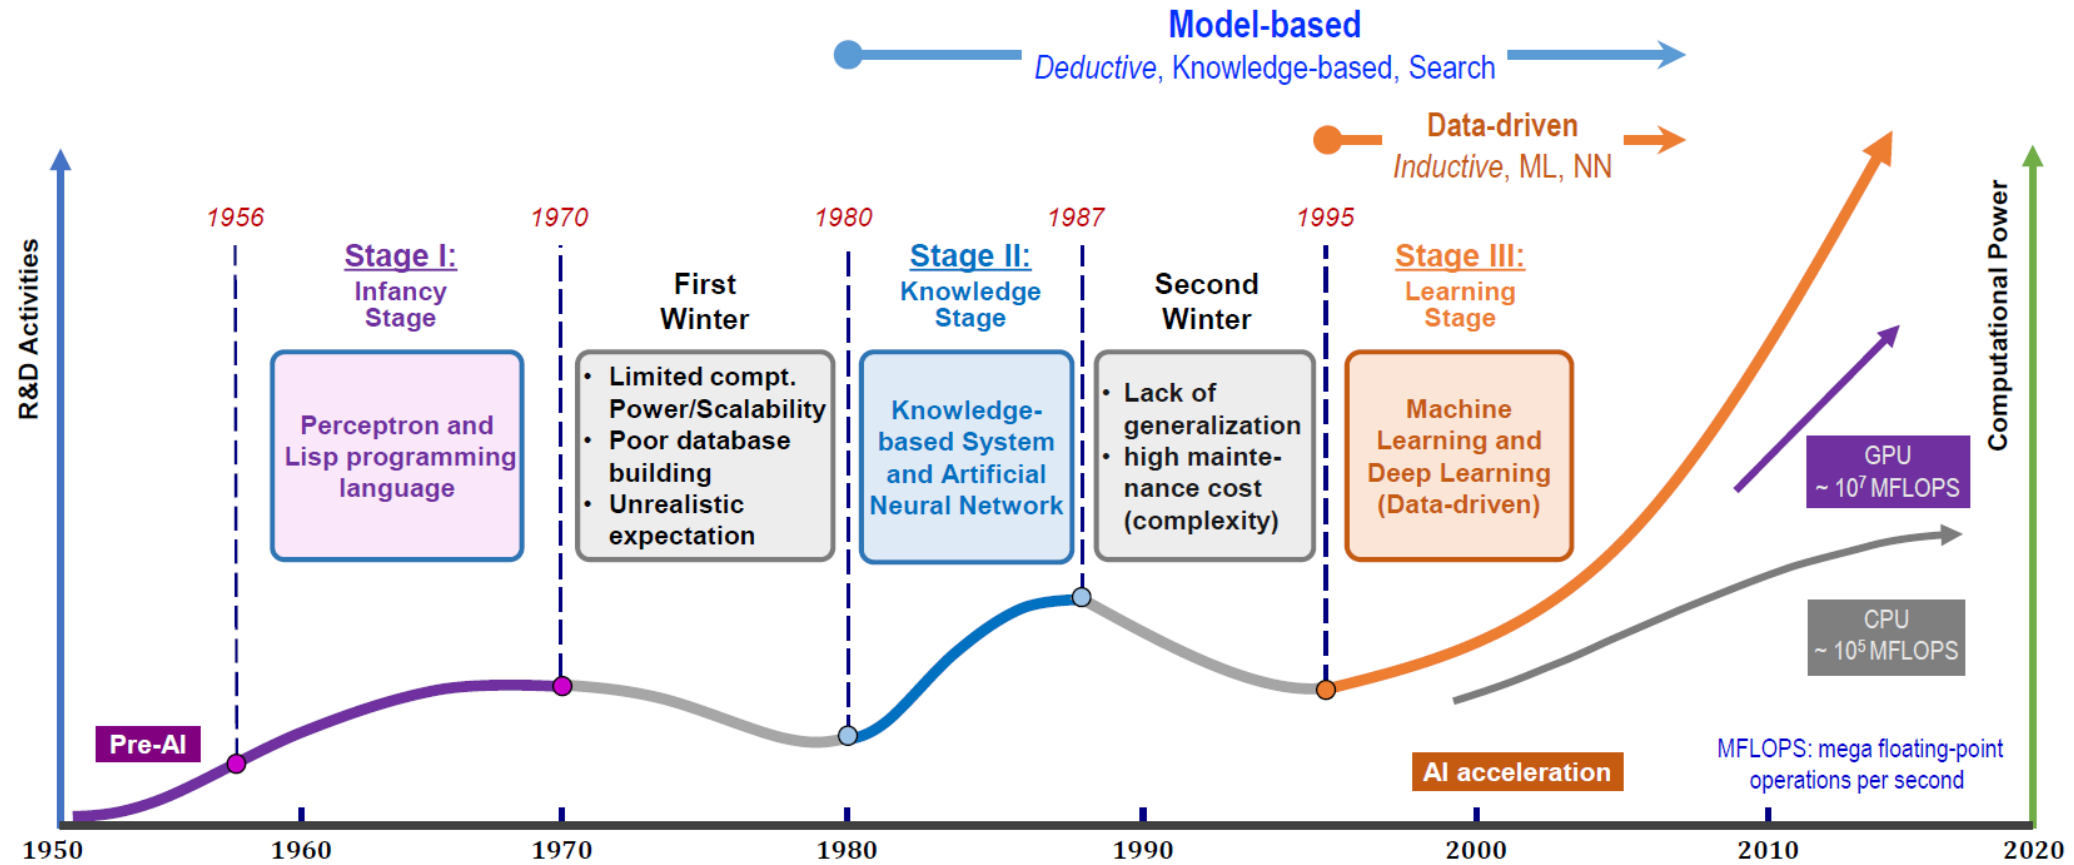 Model-based
Deductive, Knowledge-based, Search
Data-driven
Inductive, ML, NN
R&D Activities
Computational Power
1956
1970
1980
1987
1995
Stage I:
Infancy
Stage
Perceptron and
Lisp programming
language
First
Winter
• Limited compt.
Power/Scalability
• Poor database
building
• Unrealistic
expectation
Stage II:
Knowledge
Stage
Knowledge-
based System
and Artificial
Neural Network
Second
Winter
• Lack of
generalization
• high mainte-
nance cost
(complexity)
Stage III:
Learning
Stage
Machine
Learning and
Deep Learning
(Data-driven)
GPU
~ 10⁷ MFLOPS
CPU
~ 10⁵ MFLOPS
Pre-AI
AI acceleration
MFLOPS: mega floating-point
operations per second
1950 1960 1970 1980 1990 2000 2010 2020